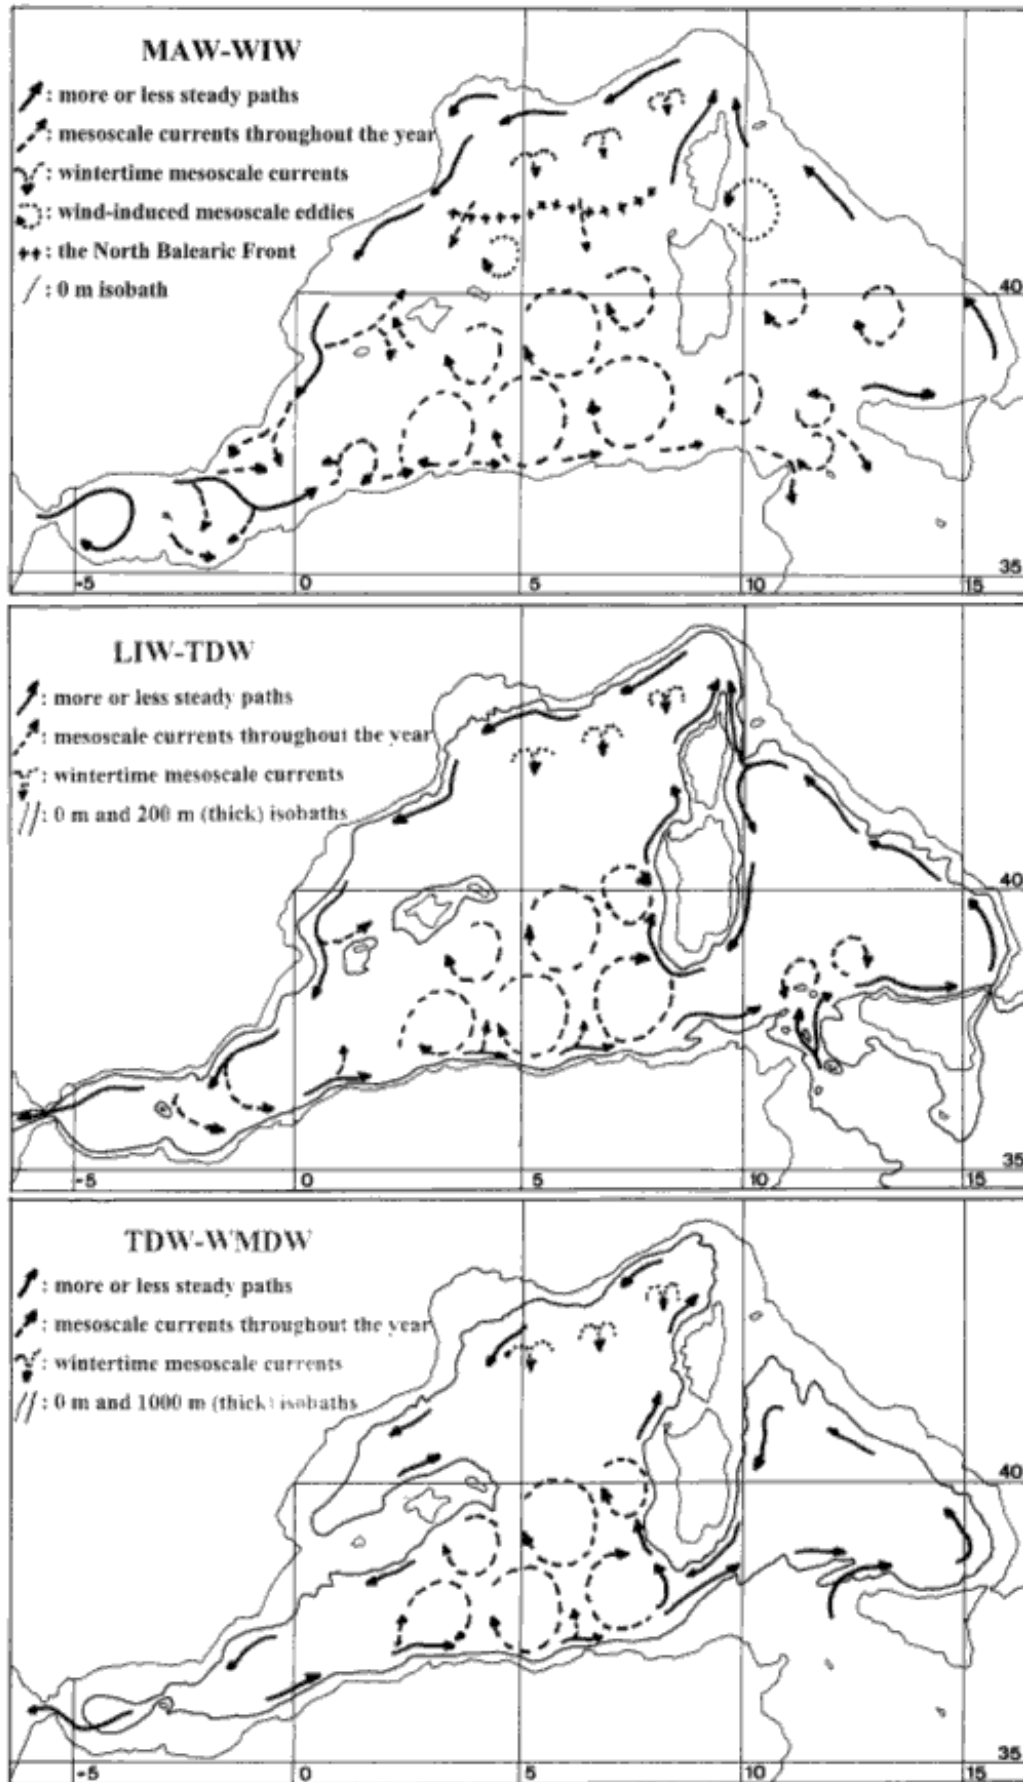 MAW-WIW
: more or less steady paths
: mesoscale currents throughout the year
: wintertime mesoscale currents
: wind-induced mesoscale eddies
: the North Balearic Front
: 0 m isobath
40
35
-5 0 5 10 15
LIW-TDW
: more or less steady paths
: mesoscale currents throughout the year
: wintertime mesoscale currents
: 0 m and 200 m (thick) isobaths
40
35
-5 0 5 10 15
TDW-WMDW
: more or less steady paths
: mesoscale currents throughout the year
: wintertime mesoscale currents
: 0 m and 1000 m (thick) isobaths
40
35
-5 0 5 10 15